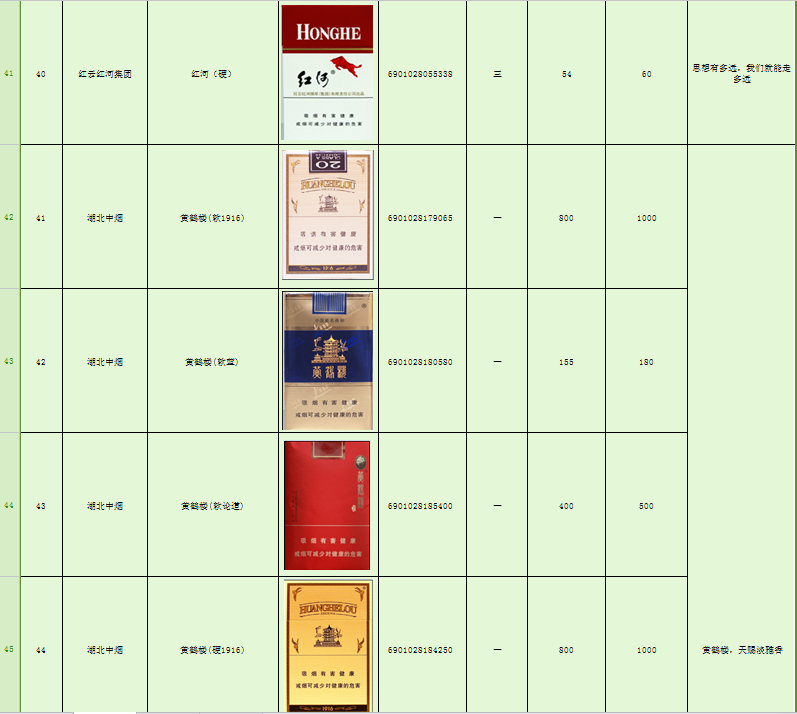 41 40 红云红河集团 红河（硬） 6901028055338 三 54 60 思想有多远，我们就能走
多远
HONGHE
红河
吸 烟 有 害 健 康
戒烟可减少对健康的危害
42 41 湖北中烟 黄鹤楼(软1916) 6901028179065 一 800 1000
20
HUANGHELOU
吸 烟 有 害 健 康
戒烟可减少对健康的危害
1916
43 42 湖北中烟 黄鹤楼(软蓝) 6901028180580 一 155 180
黄鹤楼
吸 烟 有 害 健 康
戒烟可减少对健康的危害
44 43 湖北中烟 黄鹤楼(软论道) 6901028185400 一 400 500
黄鹤楼
吸 烟 有 害 健 康
戒烟可减少对健康的危害
45 44 湖北中烟 黄鹤楼(硬1916) 6901028184250 一 800 1000 黄鹤楼，天赐淡雅香
HUANGHELOU
吸 烟 有 害 健 康
戒烟可减少对健康的危害
1916